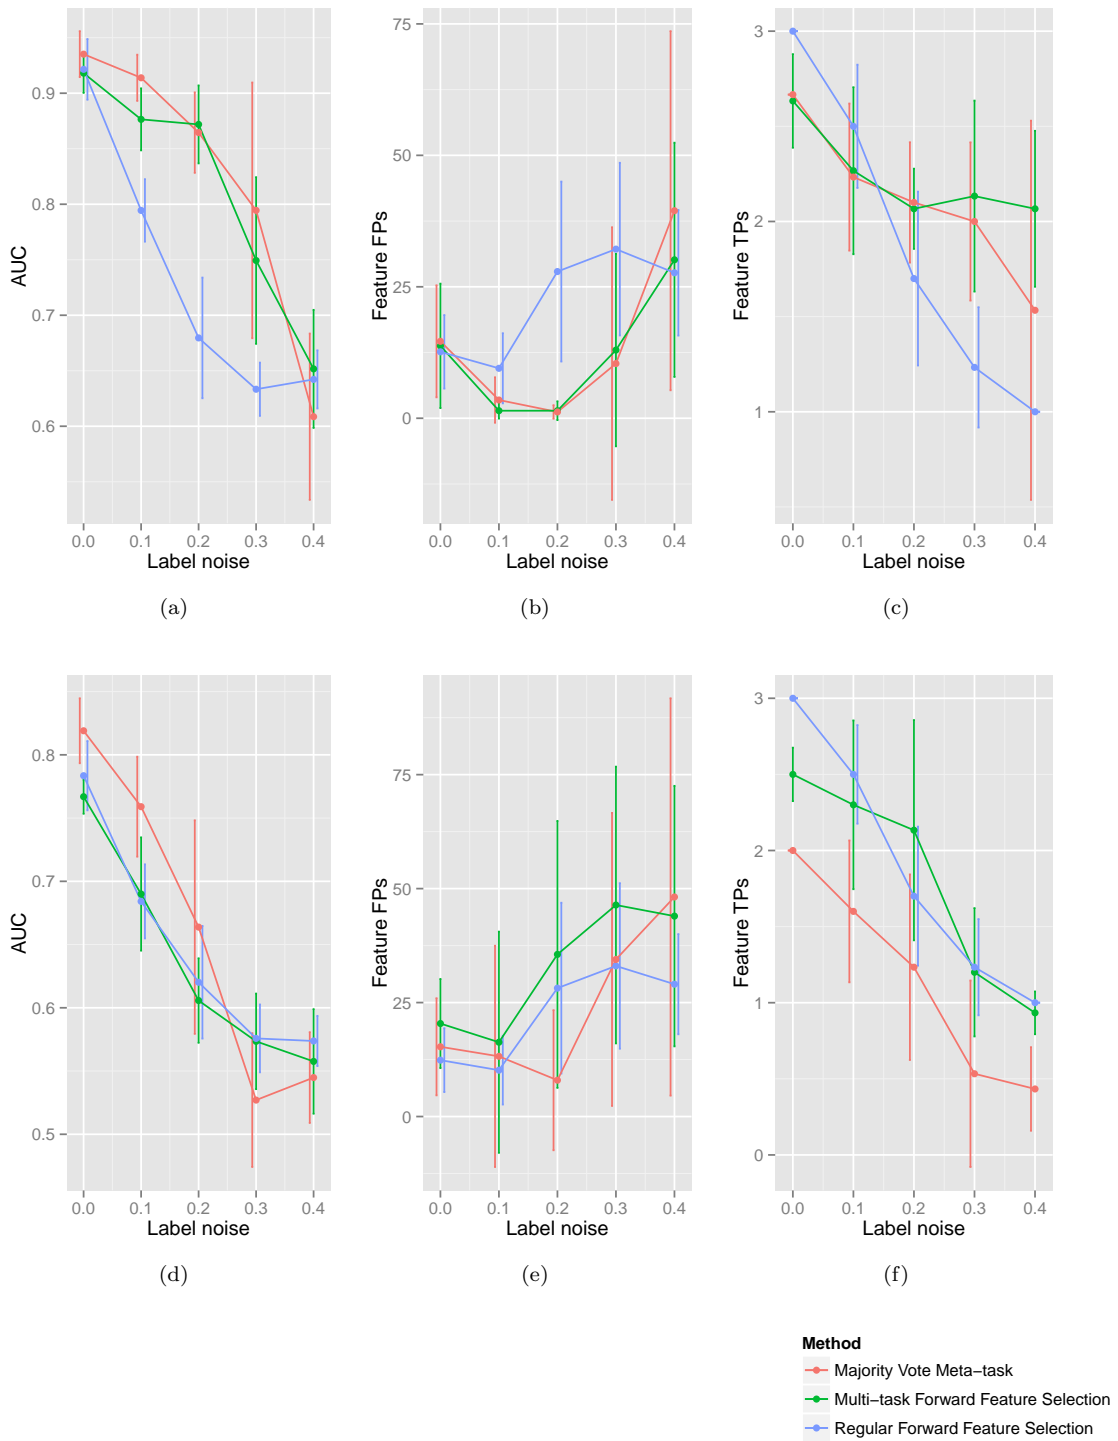 AUC
0.9
0.8
0.7
0.6
0.0 0.1 0.2 0.3 0.4
Label noise
(a)
Feature FPs
75
50
25
0
0.0 0.1 0.2 0.3 0.4
Label noise
(b)
Feature TPs
3
2
1
0.0 0.1 0.2 0.3 0.4
Label noise
(c)
AUC
0.8
0.7
0.6
0.5
0.0 0.1 0.2 0.3 0.4
Label noise
(d)
Feature FPs
75
50
25
0
0.0 0.1 0.2 0.3 0.4
Label noise
(e)
Feature TPs
3
2
1
0
0.0 0.1 0.2 0.3 0.4
Label noise
(f)
Method
Majority Vote Meta−task
Multi−task Forward Feature Selection
Regular Forward Feature Selection